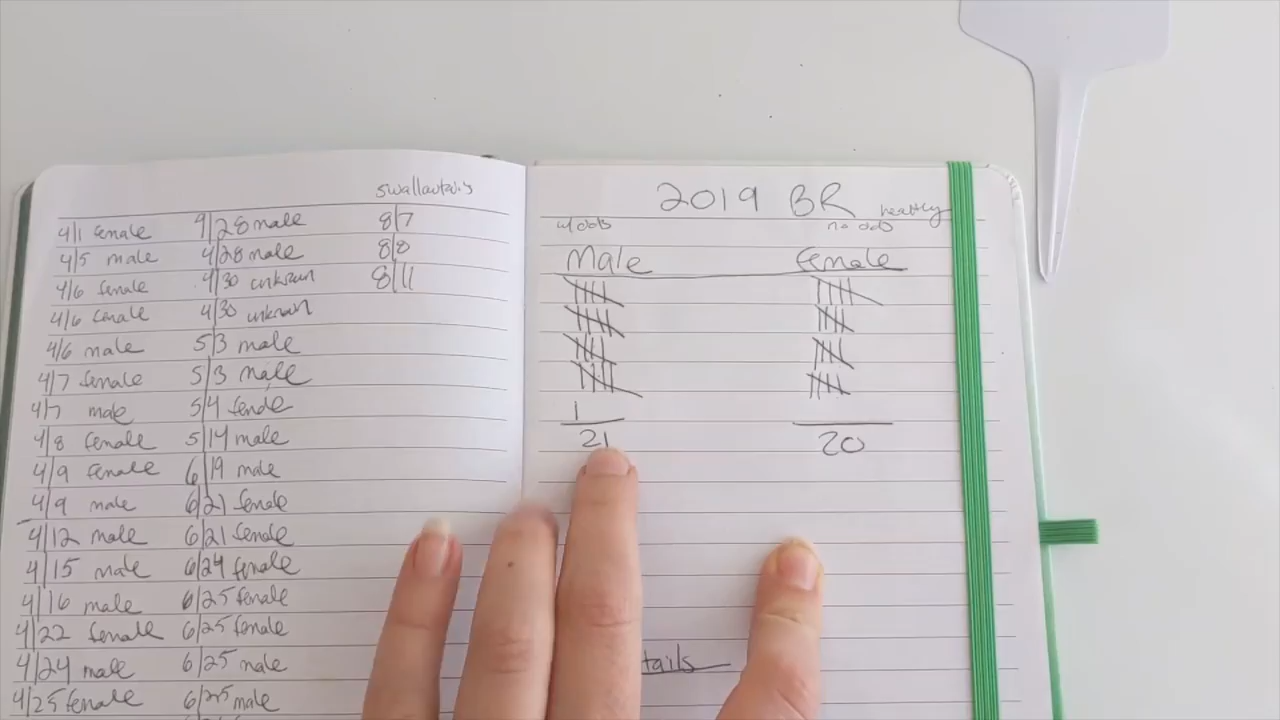 swallowtails
4/1 female 4/28 male 8/7
4/5 male 4/28 male 8/8
4/6 female 4/30 unknown 8/11
4/6 female 4/30 unknown
4/6 male 5/3 male
4/7 female 5/3 male
4/7 male 5/4 female
4/8 female 5/14 male
4/9 female 6/19 male
4/9 male 6/21 female
4/12 male 6/21 female
4/15 male 6/24 female
4/16 male 6/25 female
4/22 female 6/25 female
4/24 male 6/25 male
4/25 female 6/25 male
2019 BR
healthy
no
Male Female
1
21 20
tails